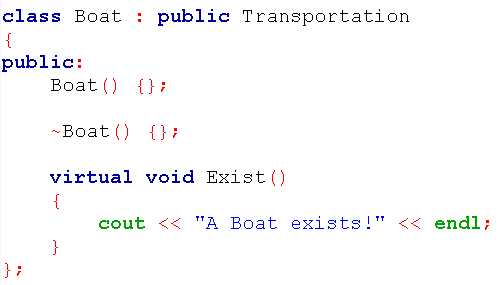 class Boat : public Transportation
{
public:
    Boat() {};

    ~Boat() {};

    virtual void Exist()
    {
        cout << "A Boat exists!" << endl;
    }
};